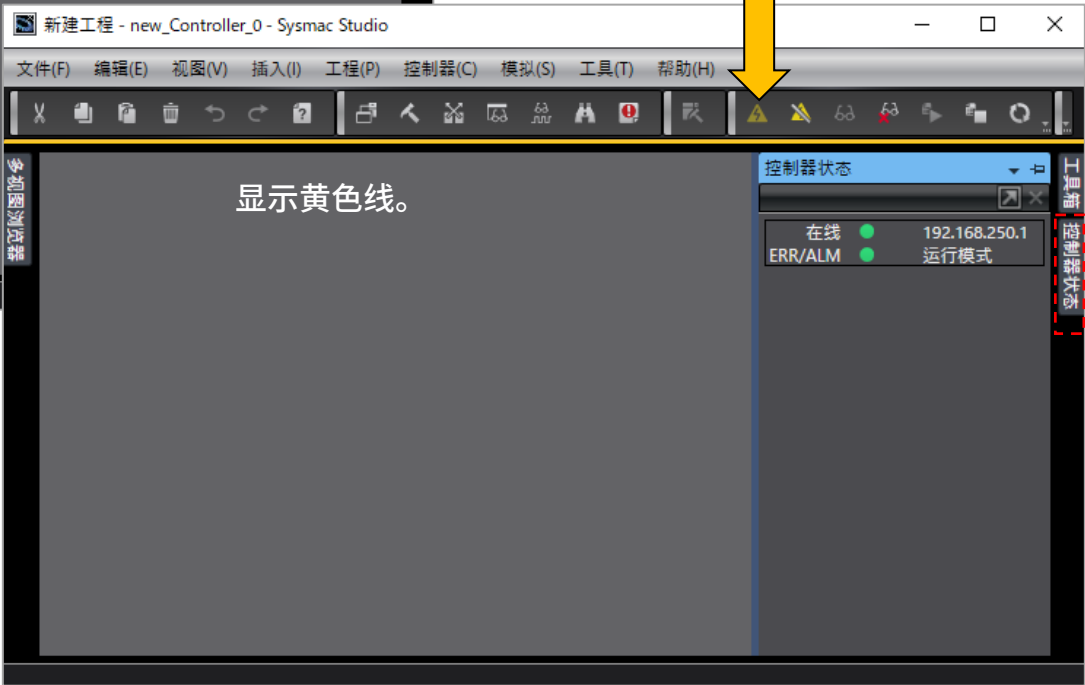 新建工程 - new_Controller_0 - Sysmac Studio
文件(F) 编辑(E) 视图(V) 插入(I) 工程(P) 控制器(C) 模拟(S) 工具(T) 帮助(H)
多视图浏览器
显示黄色线。
控制器状态
在线 192.168.250.1
ERR/ALM 运行模式
工具箱
控制器状态